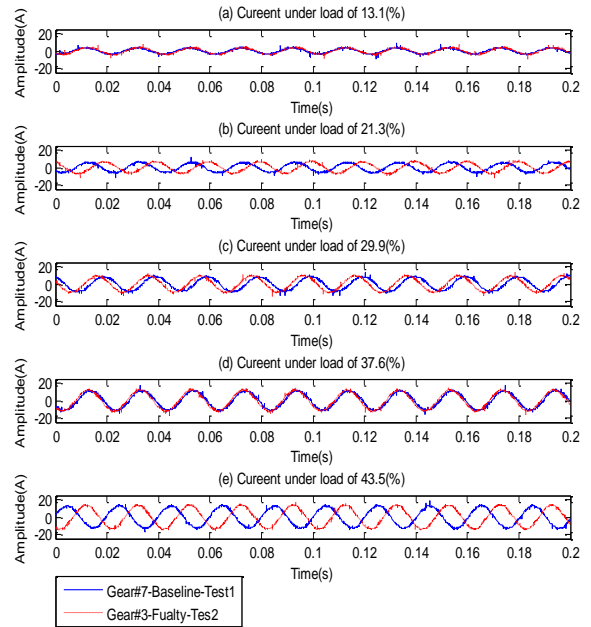 (a) Cureent under load of 13.1(%)
Amplitude(A)
20
0
-20
0 0.02 0.04 0.06 0.08 0.1 0.12 0.14 0.16 0.18 0.2
Time(s)
(b) Cureent under load of 21.3(%)
Amplitude(A)
20
0
-20
0 0.02 0.04 0.06 0.08 0.1 0.12 0.14 0.16 0.18 0.2
Time(s)
(c) Cureent under load of 29.9(%)
Amplitude(A)
20
0
-20
0 0.02 0.04 0.06 0.08 0.1 0.12 0.14 0.16 0.18 0.2
Time(s)
(d) Cureent under load of 37.6(%)
Amplitude(A)
20
0
-20
0 0.02 0.04 0.06 0.08 0.1 0.12 0.14 0.16 0.18 0.2
Time(s)
(e) Cureent under load of 43.5(%)
Amplitude(A)
20
0
-20
0 0.02 0.04 0.06 0.08 0.1 0.12 0.14 0.16 0.18 0.2
Time(s)
Gear#7-Baseline-Test1
Gear#3-Fualty-Tes2